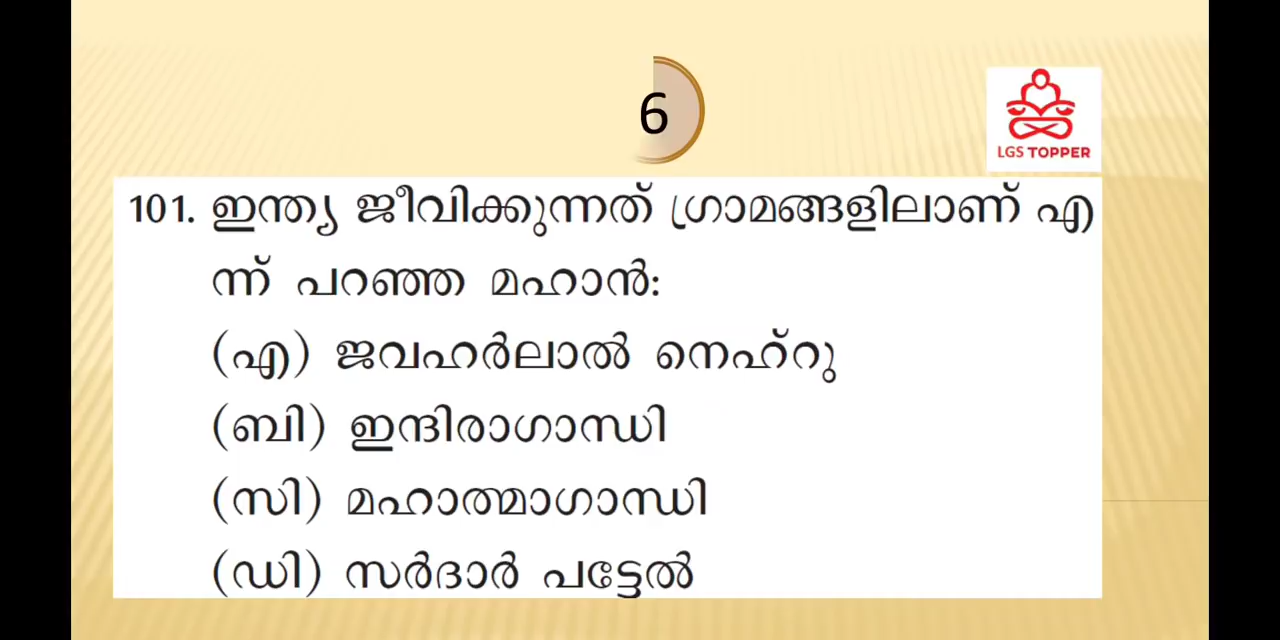 6
LGS TOPPER
101. ഇന്ത്യ ജീവിക്കുന്നത് ഗ്രാമങ്ങളിലാണ് എ
ന്ന് പറഞ്ഞ മഹാൻ:
(എ) ജവഹർലാൽ നെഹ്റു
(ബി) ഇന്ദിരാഗാന്ധി
(സി) മഹാത്മാഗാന്ധി
(ഡി) സർദാർ പട്ടേൽ